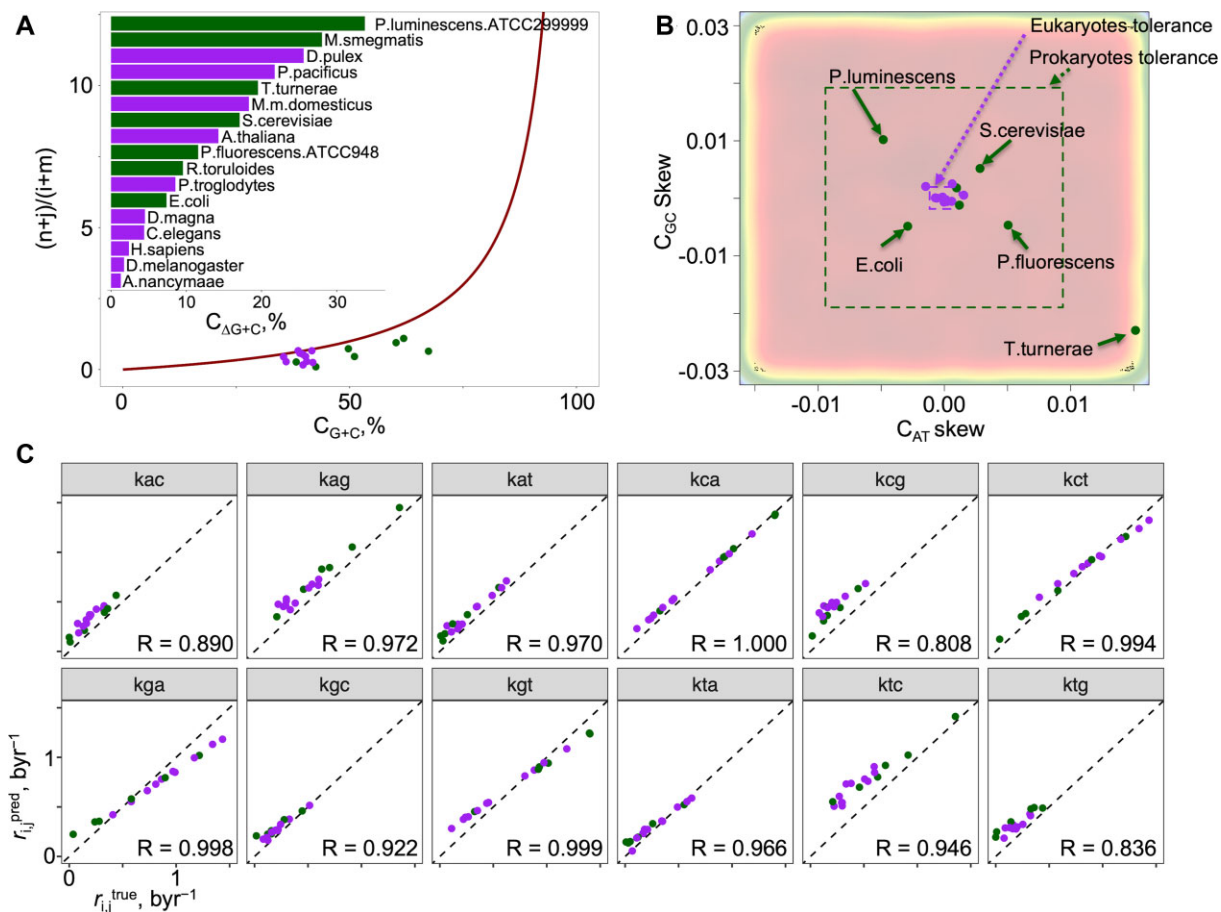 A
P.luminescens.ATCC299999
M.smegmatis
D.pulex
P.pacificus
T.turnerae
M.m.domesticus
S.cerevisiae
A.thaliana
P.fluorescens.ATCC948
R.toruloides
P.troglodytes
E.coli
D.magna
C.elegans
H.sapiens
D.melanogaster
A.nancymaae
0 10 20 30
CΔG+C,%
(n+j)/(i+m)
10
5
0
0 50 100
CG+C,%
B
Eukaryotes tolerance
Prokaryotes tolerance
P.luminescens
S.cerevisiae
E.coli
P.fluorescens
T.turnerae
CGC Skew
0.03
0.01
-0.01
-0.03
-0.01 0.00 0.01
CAT skew
C
kac kag kat kca kcg kct
R = 0.890 R = 0.972 R = 0.970 R = 1.000 R = 0.808 R = 0.994
kga kgc kgt kta ktc ktg
R = 0.998 R = 0.922 R = 0.999 R = 0.966 R = 0.946 R = 0.836
ri,jpred, byr−1
1
0
0 1
ri,jtrue, byr−1